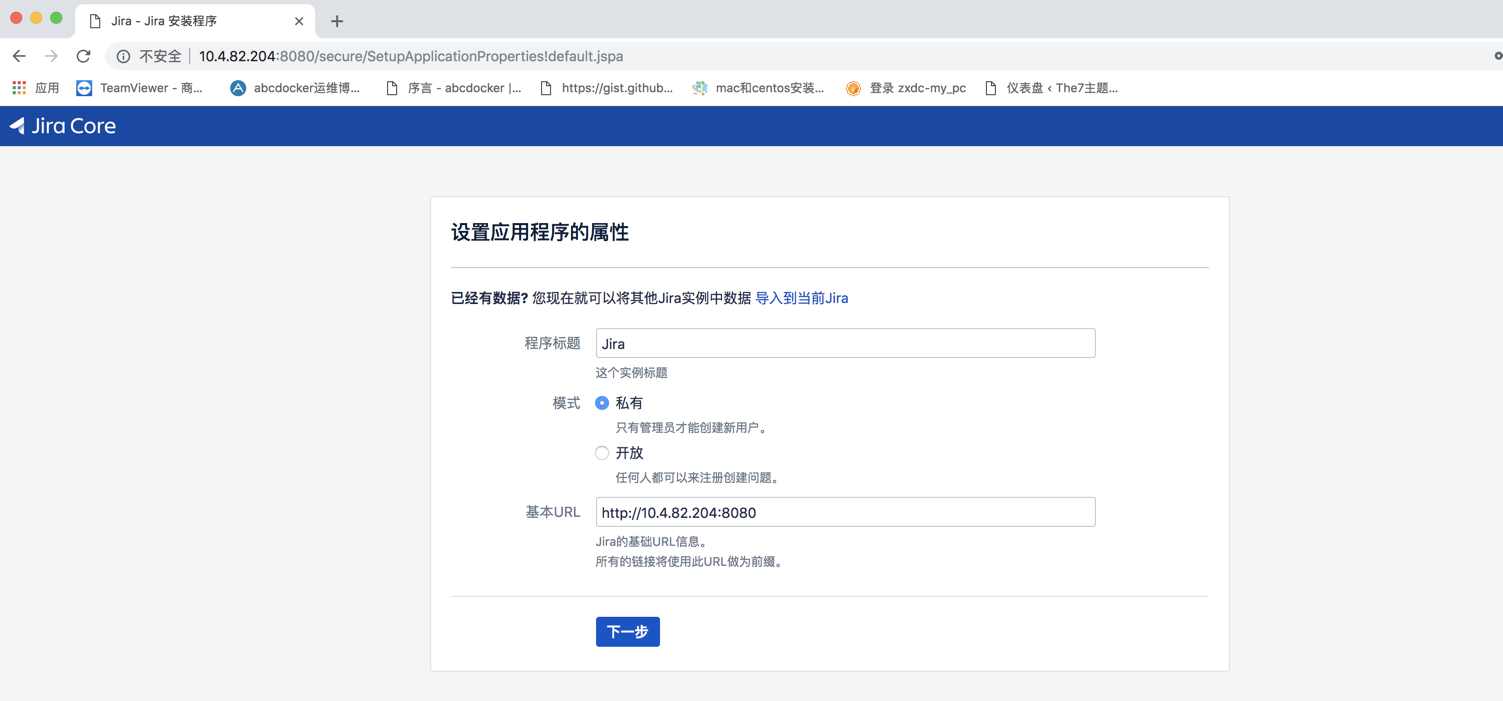 Jira - Jira 安装程序
不安全 10.4.82.204:8080/secure/SetupApplicationProperties!default.jspa
应用 TeamViewer - 商... abcdocker运维博... 序言 - abcdocker |... https://gist.github... mac和centos安装... 登录 zxdc-my_pc 仪表盘 ‹ The7主题...
Jira Core
设置应用程序的属性
已经有数据? 您现在就可以将其他Jira实例中数据 导入到当前Jira
程序标题 Jira
这个实例标题
模式 私有
只有管理员才能创建新用户。
开放
任何人都可以来注册创建问题。
基本URL http://10.4.82.204:8080
Jira的基础URL信息。
所有的链接将使用此URL做为前缀。
下一步